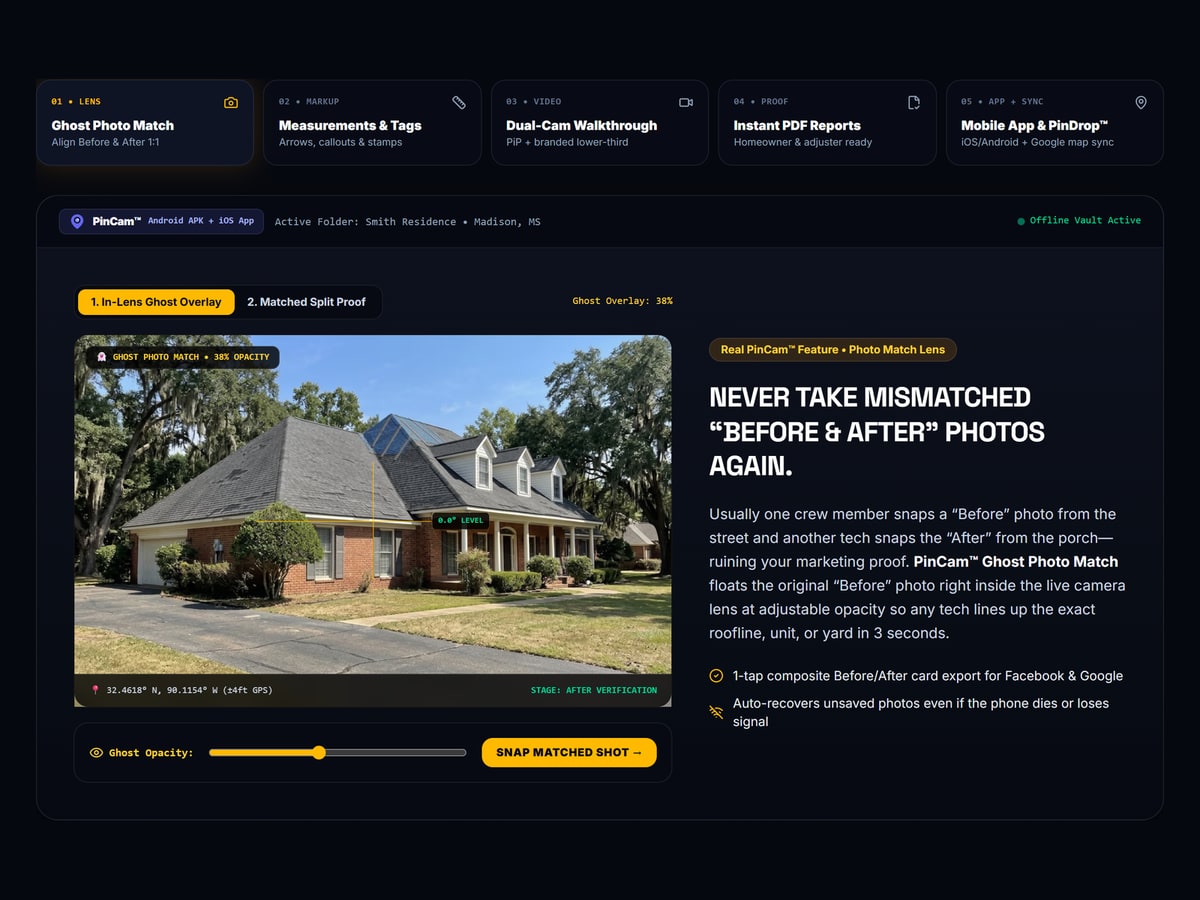 01 • LENS
Ghost Photo Match
Align Before & After 1:1
02 • MARKUP
Measurements & Tags
Arrows, callouts & stamps
03 • VIDEO
Dual-Cam Walkthrough
PiP + branded lower-third
04 • PROOF
Instant PDF Reports
Homeowner & adjuster ready
05 • APP + SYNC
Mobile App & PinDrop™
iOS/Android + Google map sync
PinCam™ Android APK + iOS App
Active Folder: Smith Residence • Madison, MS
Offline Vault Active
1. In-Lens Ghost Overlay
2. Matched Split Proof
Ghost Overlay: 38%
GHOST PHOTO MATCH • 38% OPACITY
0.0° LEVEL
32.4618° N, 90.1154° W (±4ft GPS)
STAGE: AFTER VERIFICATION
Ghost Opacity:
SNAP MATCHED SHOT →
Real PinCam™ Feature • Photo Match Lens
NEVER TAKE MISMATCHED
“BEFORE & AFTER” PHOTOS
AGAIN.
Usually one crew member snaps a “Before” photo from the
street and another tech snaps the “After” from the porch—
ruining your marketing proof. PinCam™ Ghost Photo Match
floats the original “Before” photo right inside the live camera
lens at adjustable opacity so any tech lines up the exact
roofline, unit, or yard in 3 seconds.
1-tap composite Before/After card export for Facebook & Google
Auto-recovers unsaved photos even if the phone dies or loses
signal